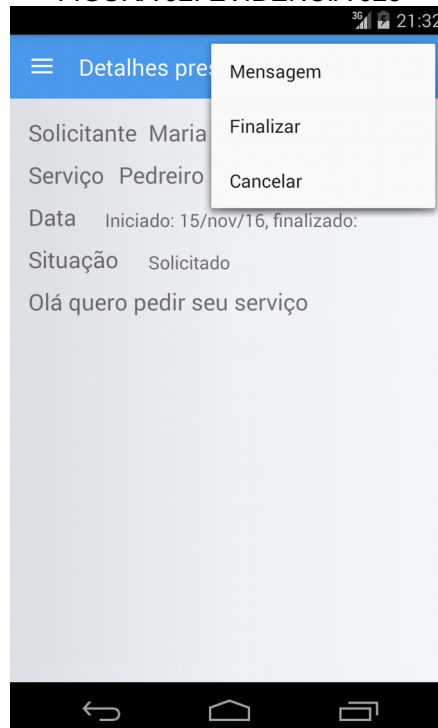 3G 21:32
Detalhes pres
Mensagem
Finalizar
Cancelar
Solicitante Maria
Serviço Pedreiro
Data Iniciado: 15/nov/16, finalizado:
Situação Solicitado
Olá quero pedir seu serviço